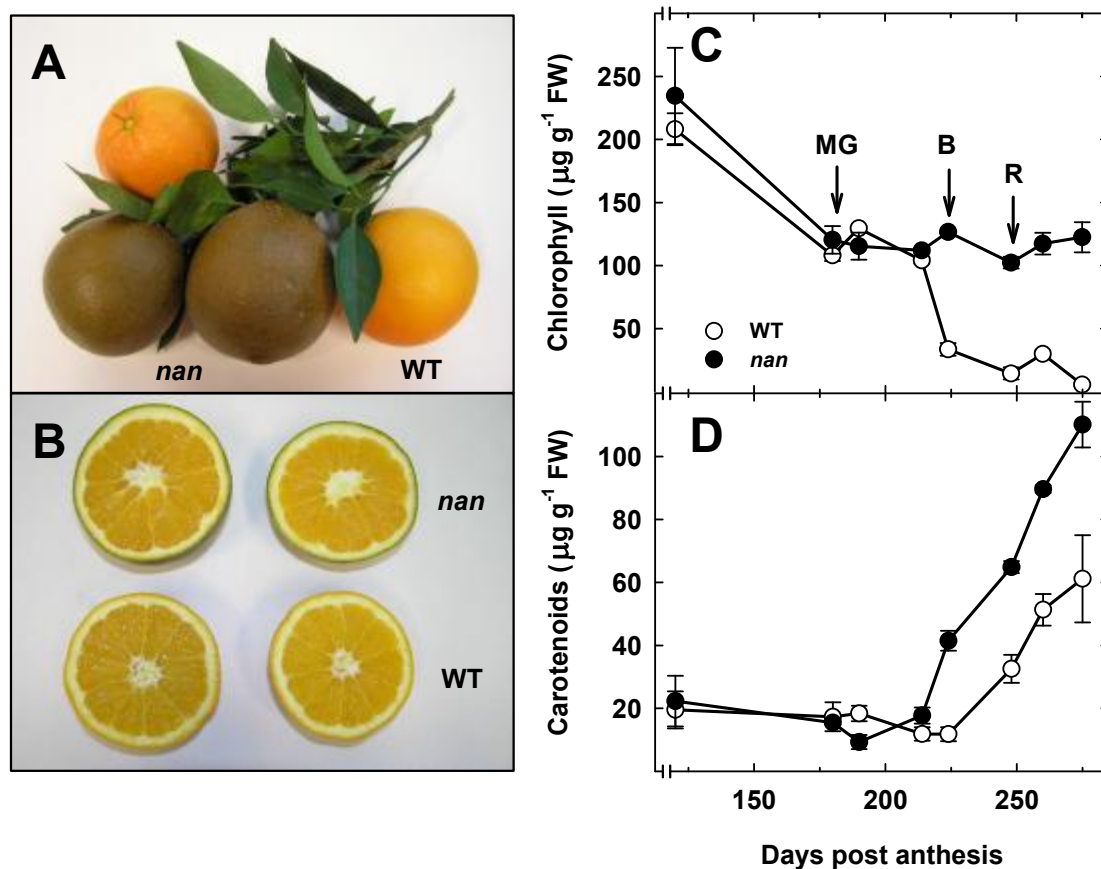 A
nan
WT
B
nan
WT
C
Chlorophyll (µg g⁻¹ FW)
250
200
150
100
50
MG
B
R
WT
nan
D
Carotenoids (µg g⁻¹ FW)
100
80
60
40
20
150
200
250
Days post anthesis